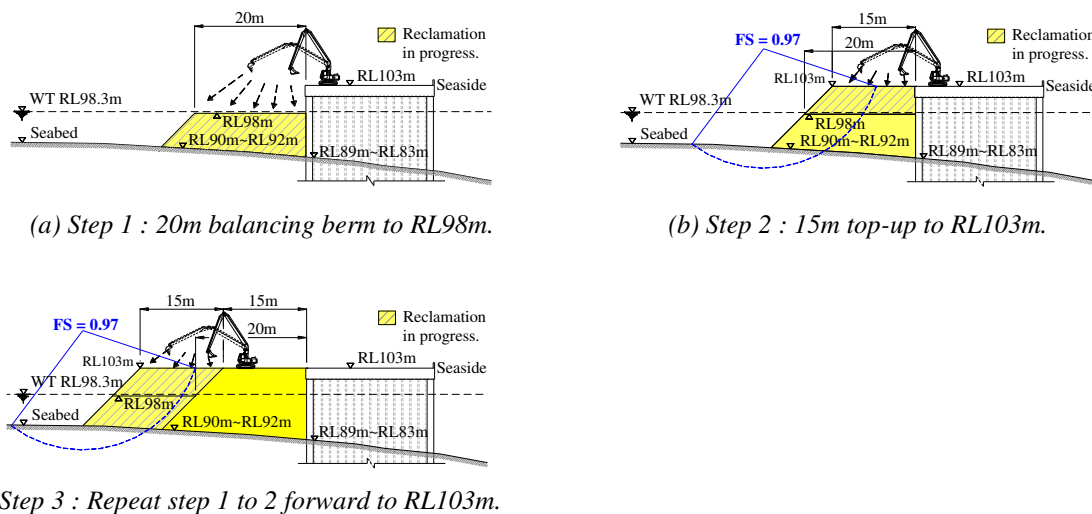 20m
Reclamation
in progress.
RL103m
Seaside
WT RL98.3m
RL98m
Seabed
RL90m~RL92m
RL89m~RL83m
(a) Step 1 : 20m balancing berm to RL98m.
15m
FS = 0.97
20m
Reclamation
in progress.
RL103m
RL103m
Seaside
WT RL98.3m
RL98m
Seabed
RL90m~RL92m
RL89m~RL83m
(b) Step 2 : 15m top-up to RL103m.
15m
15m
FS = 0.97
20m
Reclamation
in progress.
RL103m
RL103m
Seaside
WT RL98.3m
RL98m
Seabed
RL90m~RL92m
RL89m~RL83m
Step 3 : Repeat step 1 to 2 forward to RL103m.